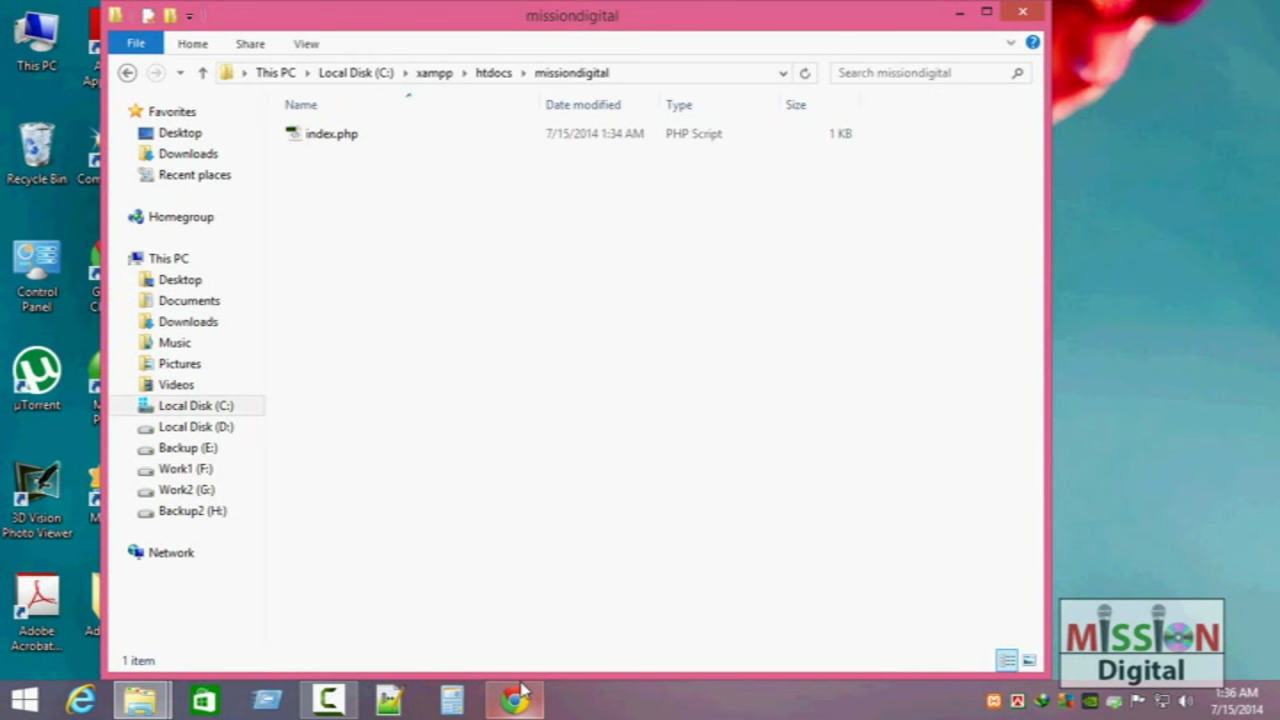 missiondigital
File Home Share View
This PC Local Disk (C:) xampp htdocs missiondigital Search missiondigital
Name Date modified Type Size
index.php 7/15/2014 1:34 AM PHP Script 1 KB
Favorites
Desktop
Downloads
Recent places
Homegroup
This PC
Desktop
Documents
Downloads
Music
Pictures
Videos
Local Disk (C:)
Local Disk (D:)
Backup (E:)
Work1 (F:)
Work2 (G:)
Backup2 (H:)
Network
1 item
This PC
Recycle Bin
Control
Panel
µTorrent
3D Vision
Photo Viewer
Adobe
Acrobat...
MISSION
Digital
1:36 AM
7/15/2014